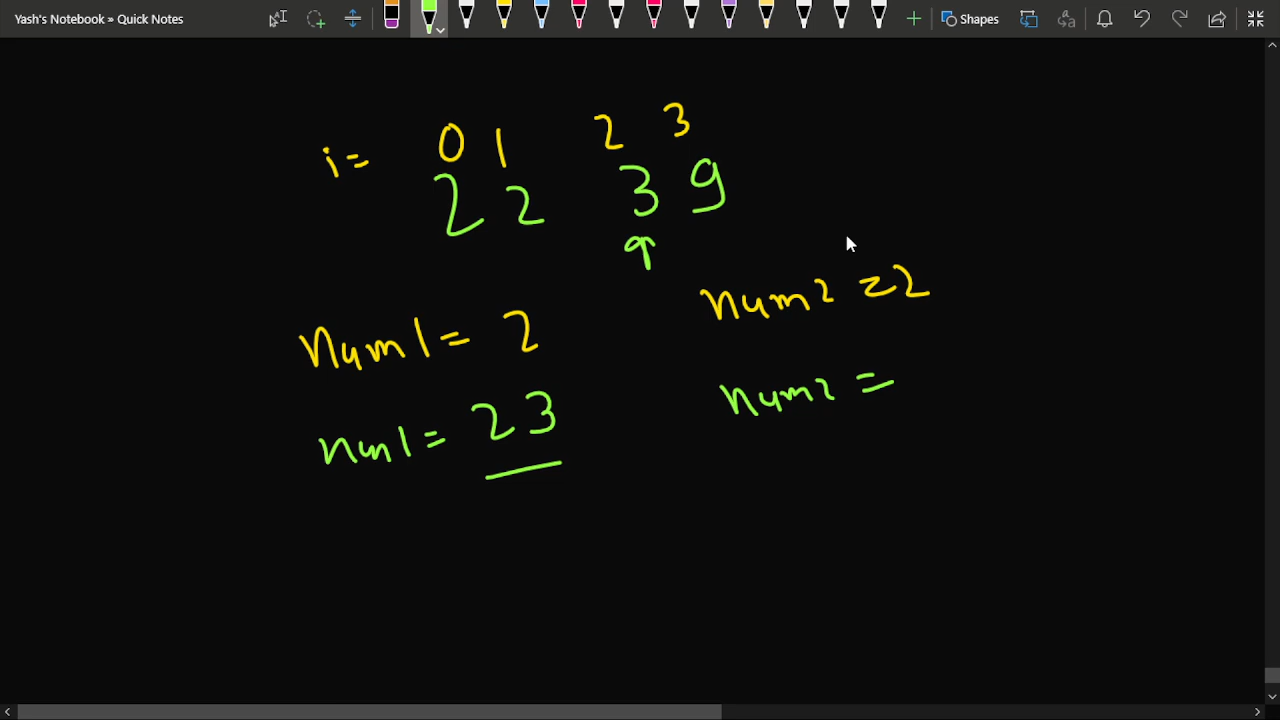 Yash's Notebook » Quick Notes
Shapes
i= 0 1 2 3
2 2 3 9
num1= 2
num2 =2
num1= 23
num2 =